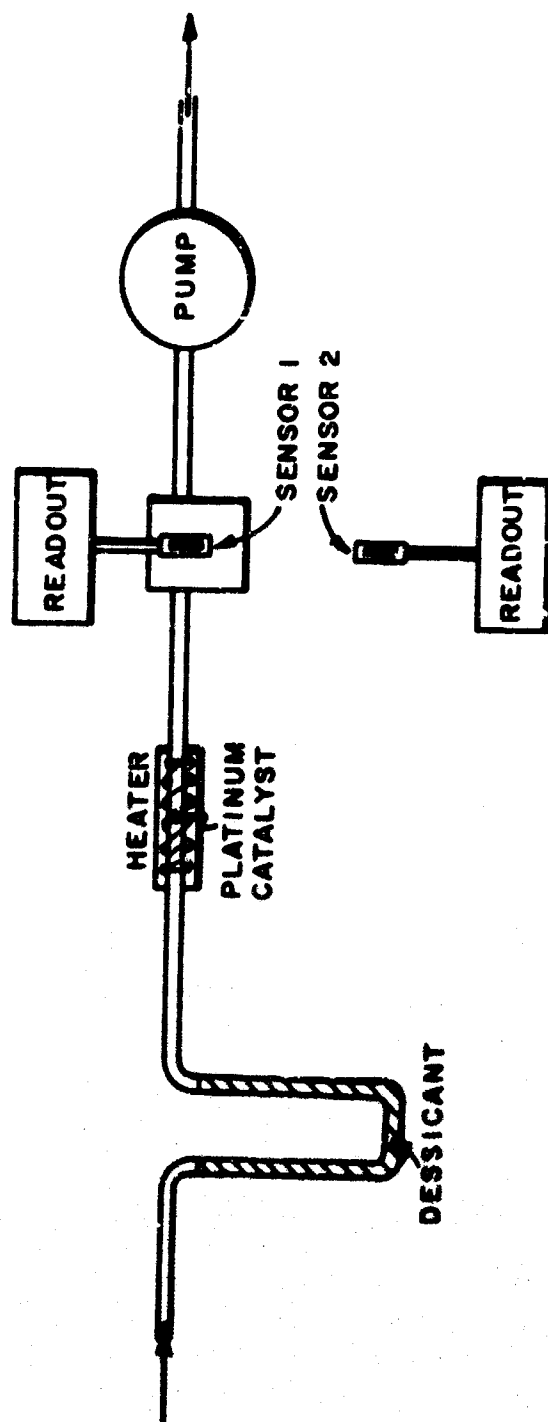 READOUT
PUMP
HEATER
SENSOR 1
SENSOR 2
PLATINUM
CATALYST
READOUT
DESSICANT